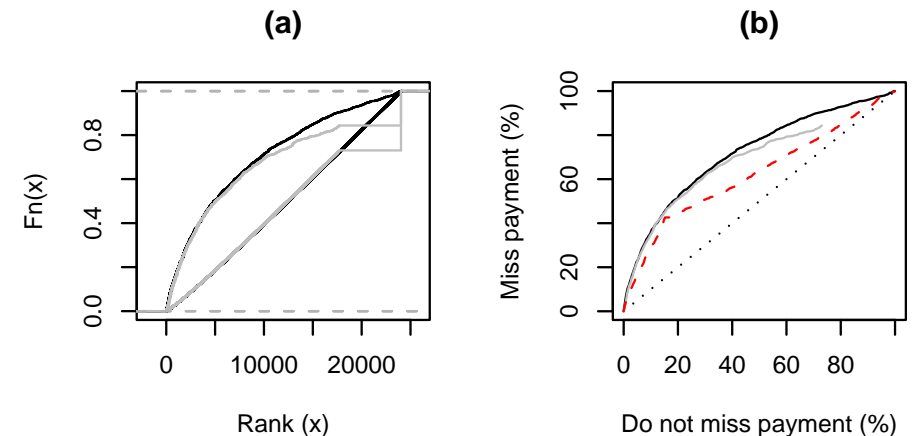 (a)
Fn(x)
0.0 0.4 0.8
0 10000 20000
Rank (x)
(b)
Miss payment (%)
0 20 60 100
0 20 40 60 80
Do not miss payment (%)